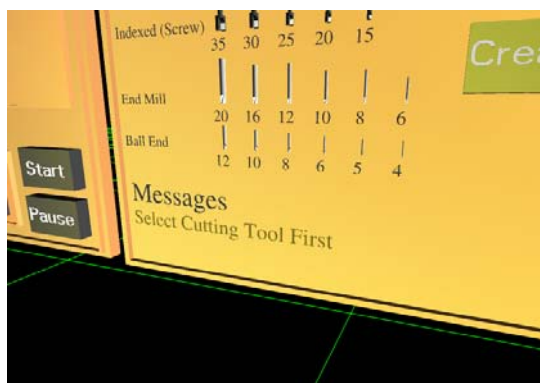 Indexed (Screw)
35 30 25 20 15
End Mill
20 16 12 10 8 6
Ball End
12 10 8 6 5 4
Messages
Select Cutting Tool First
Start
Pause